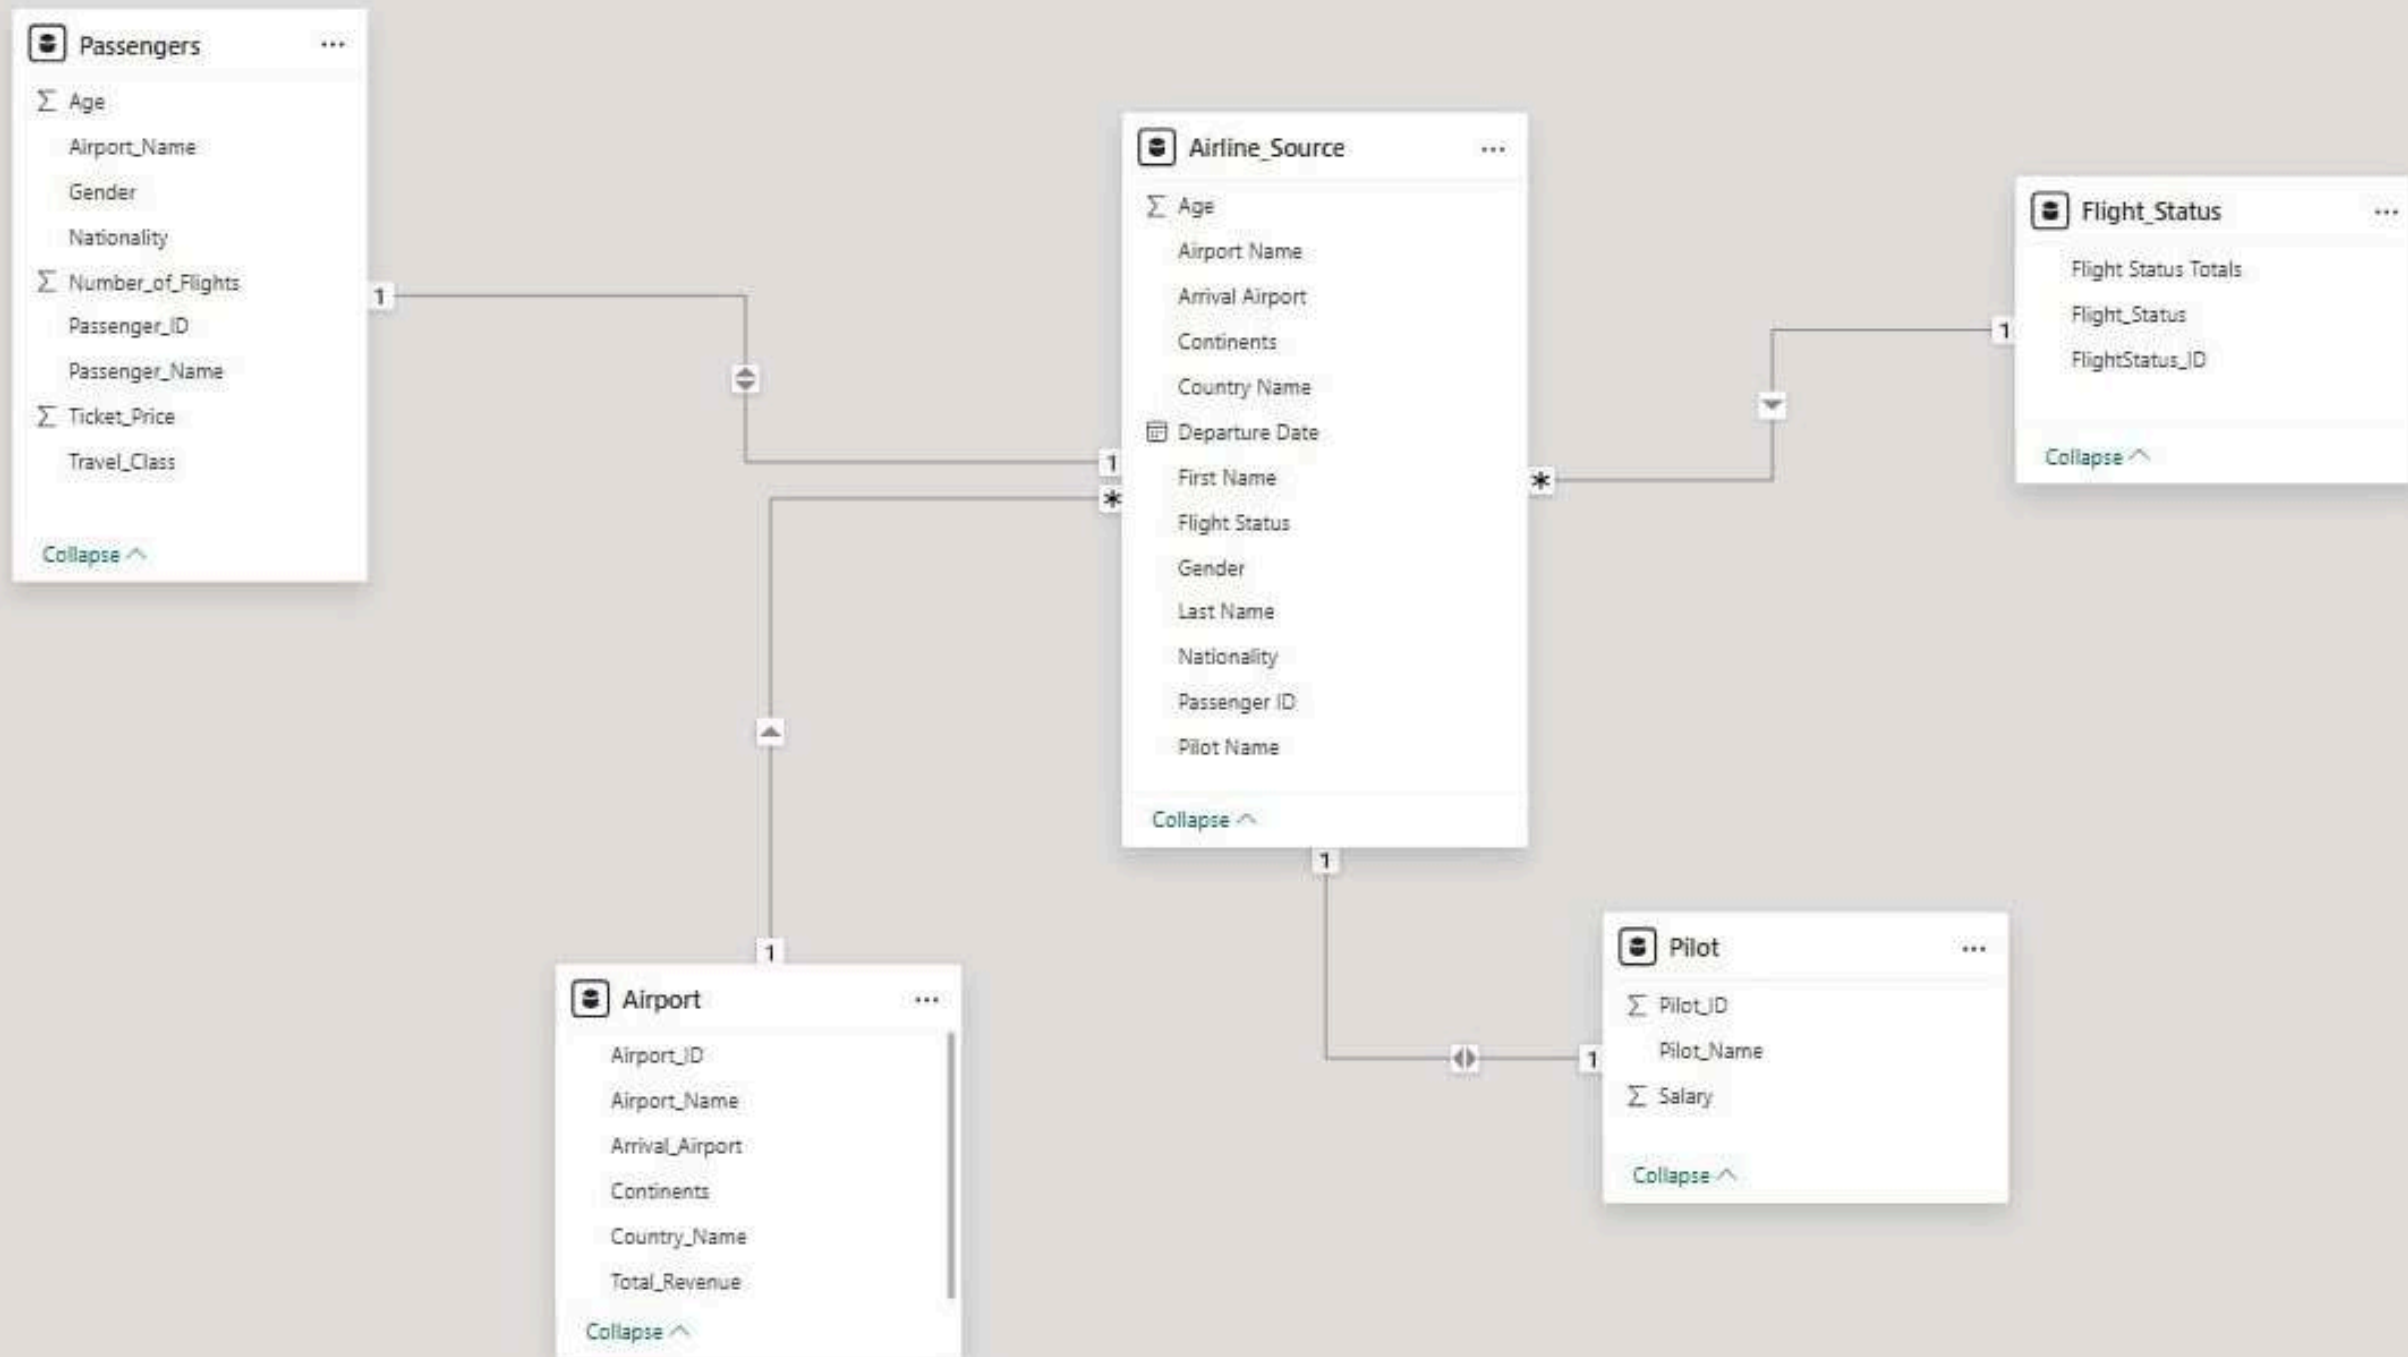 Passengers
Age
Airport_Name
Gender
Nationality
Number_of_Flights
Passenger_ID
Passenger_Name
Ticket_Price
Travel_Class
Collapse
1
1
*
Airline_Source
Age
Airport Name
Arrival Airport
Continents
Country Name
Departure Date
First Name
Flight Status
Gender
Last Name
Nationality
Passenger ID
Pilot Name
Collapse
*
1
Flight_Status
Flight Status Totals
Flight_Status
FlightStatus_ID
Collapse
1
Airport
Airport_ID
Airport_Name
Arrival_Airport
Continents
Country_Name
Total_Revenue
Collapse
1
1
Pilot
Pilot_ID
Pilot_Name
Salary
Collapse